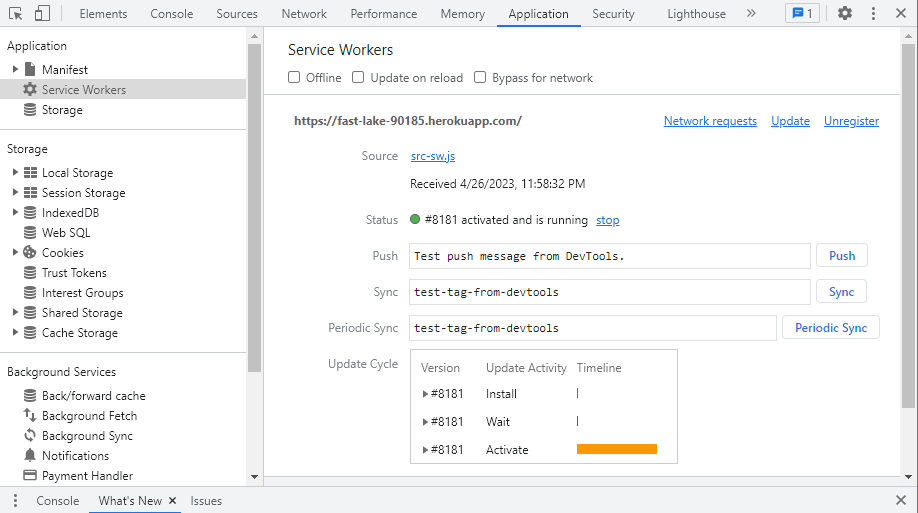 Elements Console Sources Network Performance Memory Application Security Lighthouse » 1
Application
Manifest
Service Workers
Storage
Storage
Local Storage
Session Storage
IndexedDB
Web SQL
Cookies
Trust Tokens
Interest Groups
Shared Storage
Cache Storage
Background Services
Back/forward cache
Background Fetch
Background Sync
Notifications
Payment Handler
Service Workers
Offline Update on reload Bypass for network
https://fast-lake-90185.herokuapp.com/ Network requests Update Unregister
Source src-sw.js
Received 4/26/2023, 11:58:32 PM
Status #8181 activated and is running stop
Push Test push message from DevTools. Push
Sync test-tag-from-devtools Sync
Periodic Sync test-tag-from-devtools Periodic Sync
Update Cycle Version Update Activity Timeline
#8181 Install
#8181 Wait
#8181 Activate
Console What's New Issues